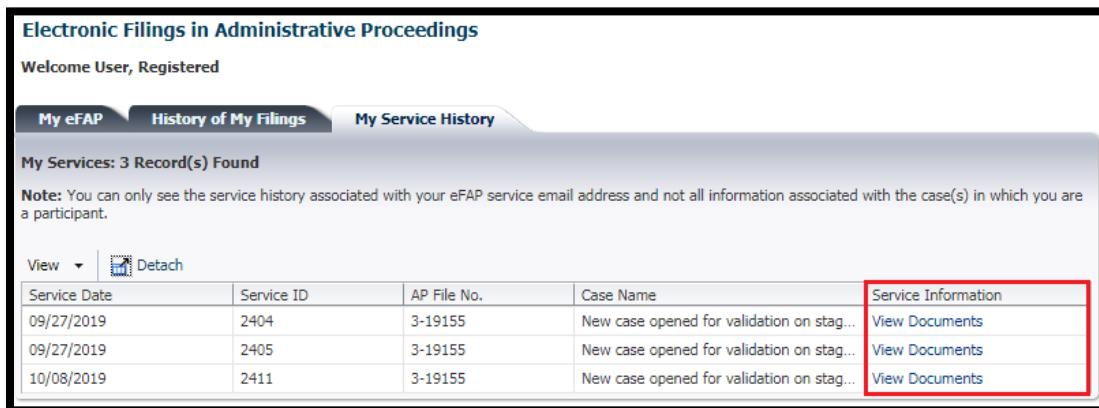 Electronic Filings in Administrative Proceedings
Welcome User, Registered
My eFAP History of My Filings My Service History
My Services: 3 Record(s) Found
Note: You can only see the service history associated with your eFAP service email address and not all information associated with the case(s) in which you are
a participant.
View Detach
Service Date Service ID AP File No. Case Name Service Information
09/27/2019 2404 3-19155 New case opened for validation on stag... View Documents
09/27/2019 2405 3-19155 New case opened for validation on stag... View Documents
10/08/2019 2411 3-19155 New case opened for validation on stag... View Documents